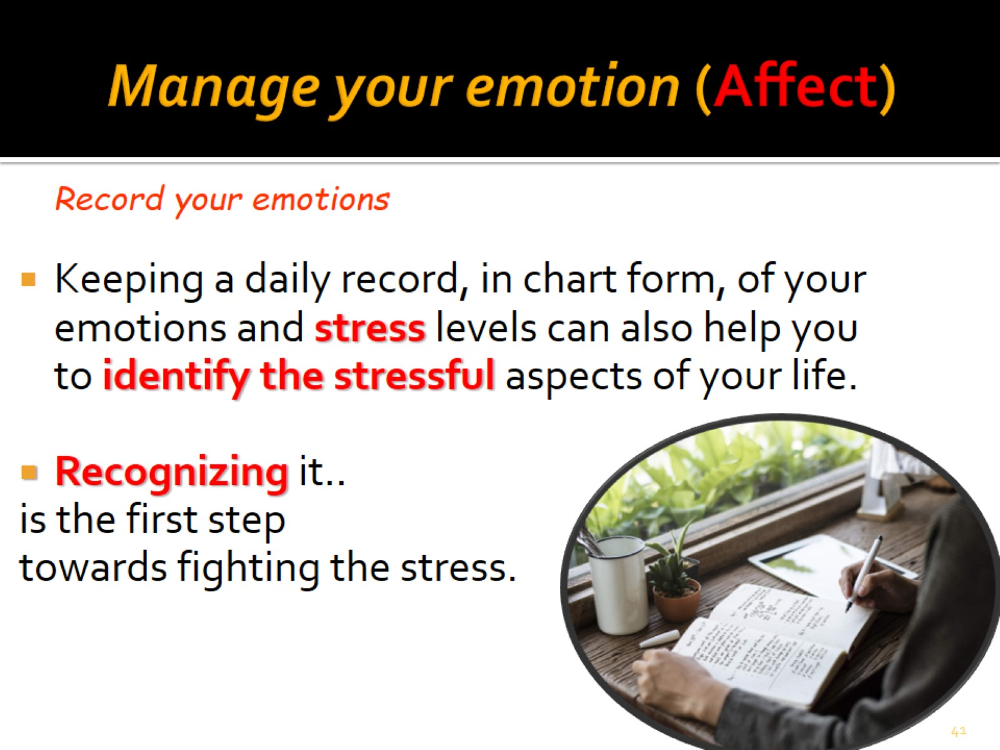 Manage your emotion (Affect)
Record your emotions
Keeping a daily record, in chart form, of your
emotions and stress levels can also help you
to identify the stressful aspects of your life.
Recognizing it..
is the first step
towards fighting the stress.
41